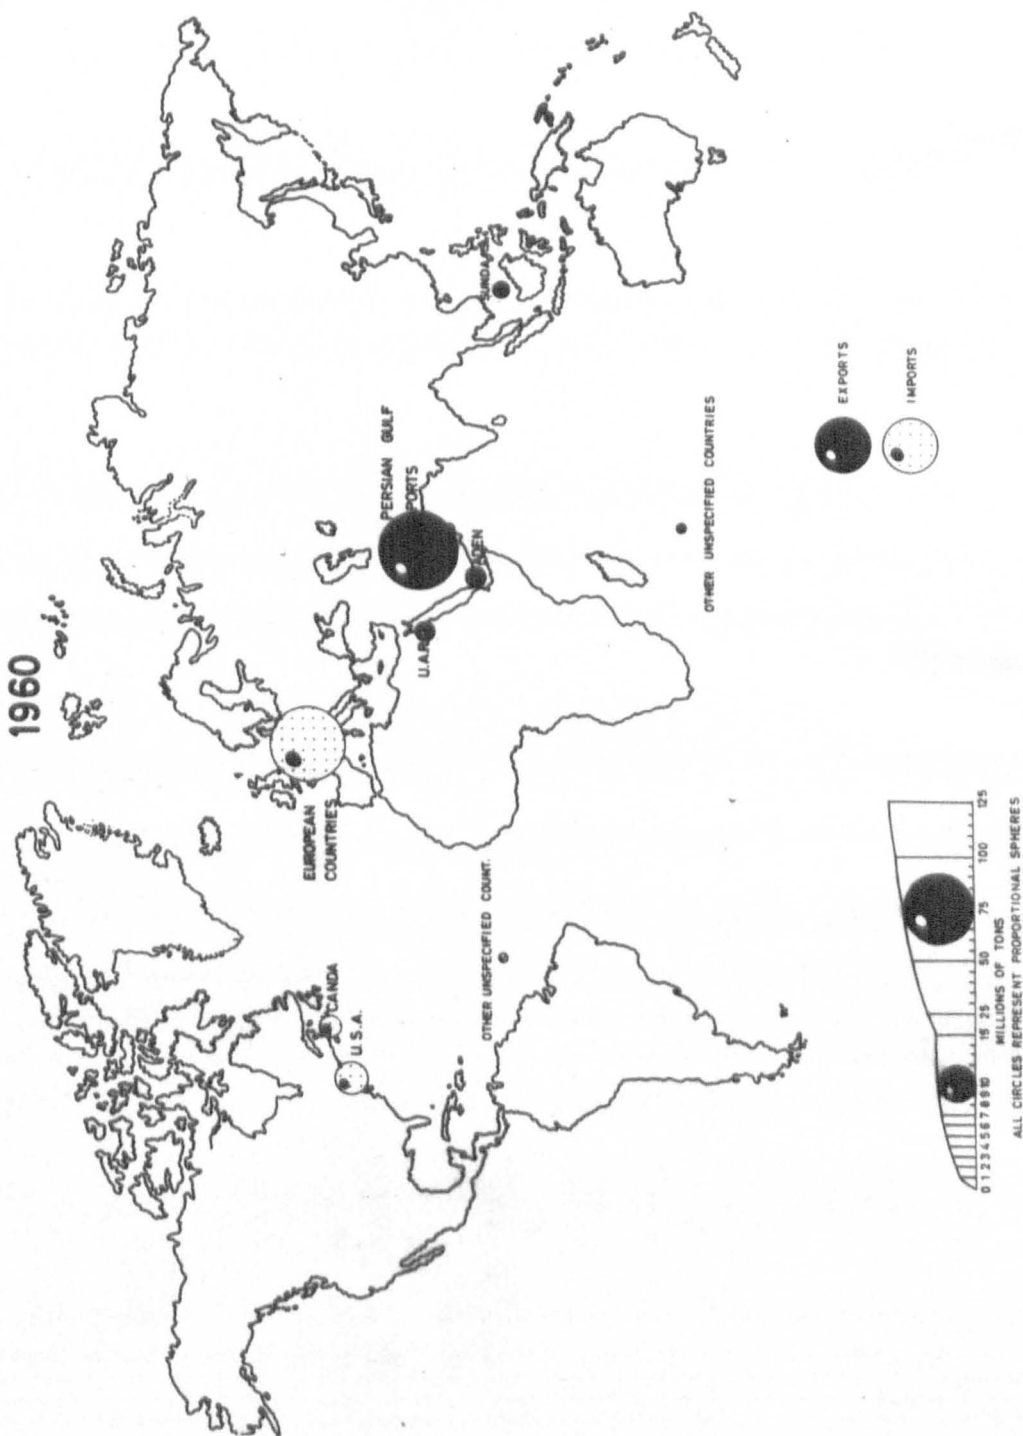 1960
EUROPEAN
COUNTRIES
CANDA
U.S.A.
OTHER UNSPECIFIED COUNT.
PERSIAN GULF
PORTS
U.A.R.
ADEN
SUNDA
OTHER UNSPECIFIED COUNTRIES
EXPORTS
IMPORTS
0 1 2 3 4 5 6 7 8 9 10 15 25 50 75 100 125
MILLIONS OF TONS
ALL CIRCLES REPRESENT PROPORTIONAL SPHERES